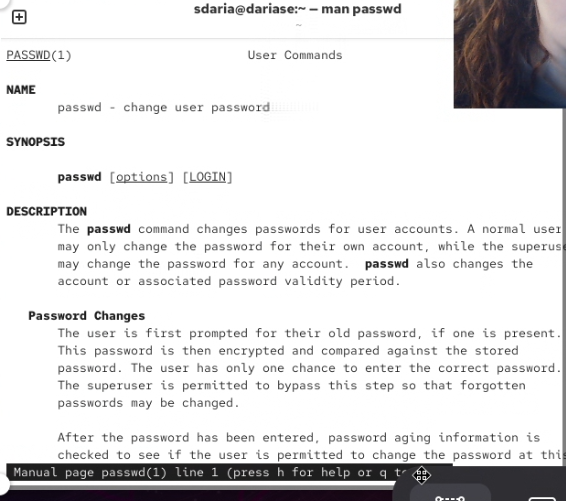 sdaria@dariase:~ — man passwd
~
PASSWD(1) User Commands
NAME
passwd - change user password
SYNOPSIS
passwd [options] [LOGIN]
DESCRIPTION
The passwd command changes passwords for user accounts. A normal user
may only change the password for their own account, while the superuse
may change the password for any account. passwd also changes the
account or associated password validity period.
Password Changes
The user is first prompted for their old password, if one is present.
This password is then encrypted and compared against the stored
password. The user has only one chance to enter the correct password.
The superuser is permitted to bypass this step so that forgotten
passwords may be changed.
After the password has been entered, password aging information is
checked to see if the user is permitted to change the password at this
Manual page passwd(1) line 1 (press h for help or q to